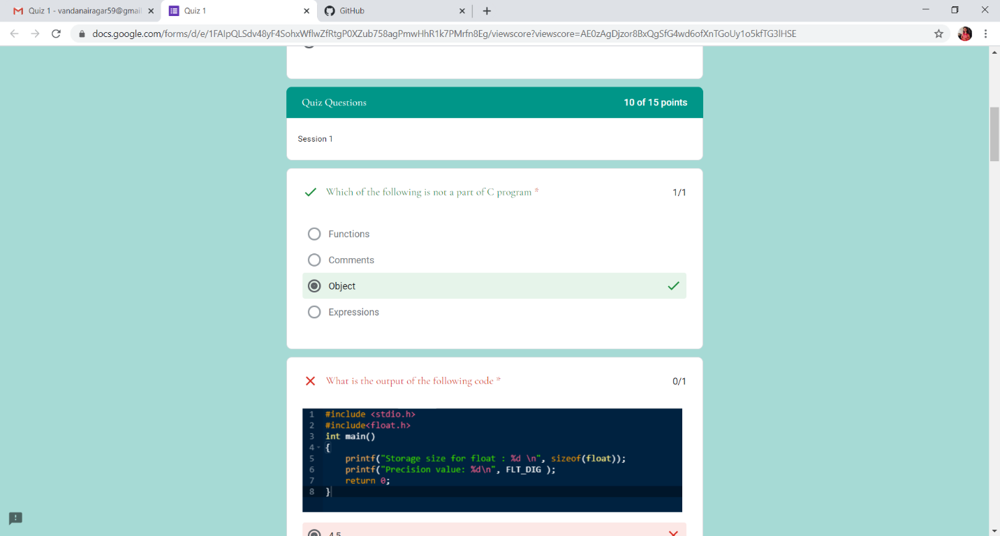 Quiz 1 - vandanairagar59@gmail
Quiz 1
GitHub
docs.google.com/forms/d/e/1FAIpQLSdv48yF4SohxWflwZfRtgP0XZub758agPmwHhR1k7PMrfn8Eg/viewscore?viewscore=AE0zAgDjzor8BxQgSfG4wd6ofXnTGoUy1o5kfTG3lHSE
Quiz Questions
10 of 15 points
Session 1
Which of the following is not a part of C program *
1/1
Functions
Comments
Object
Expressions
What is the output of the following code *
0/1
1 #include <stdio.h>
2 #include<float.h>
3 int main()
4 {
5 printf("Storage size for float : %d \n", sizeof(float));
6 printf("Precision value: %d\n", FLT_DIG );
7 return 0;
8 }